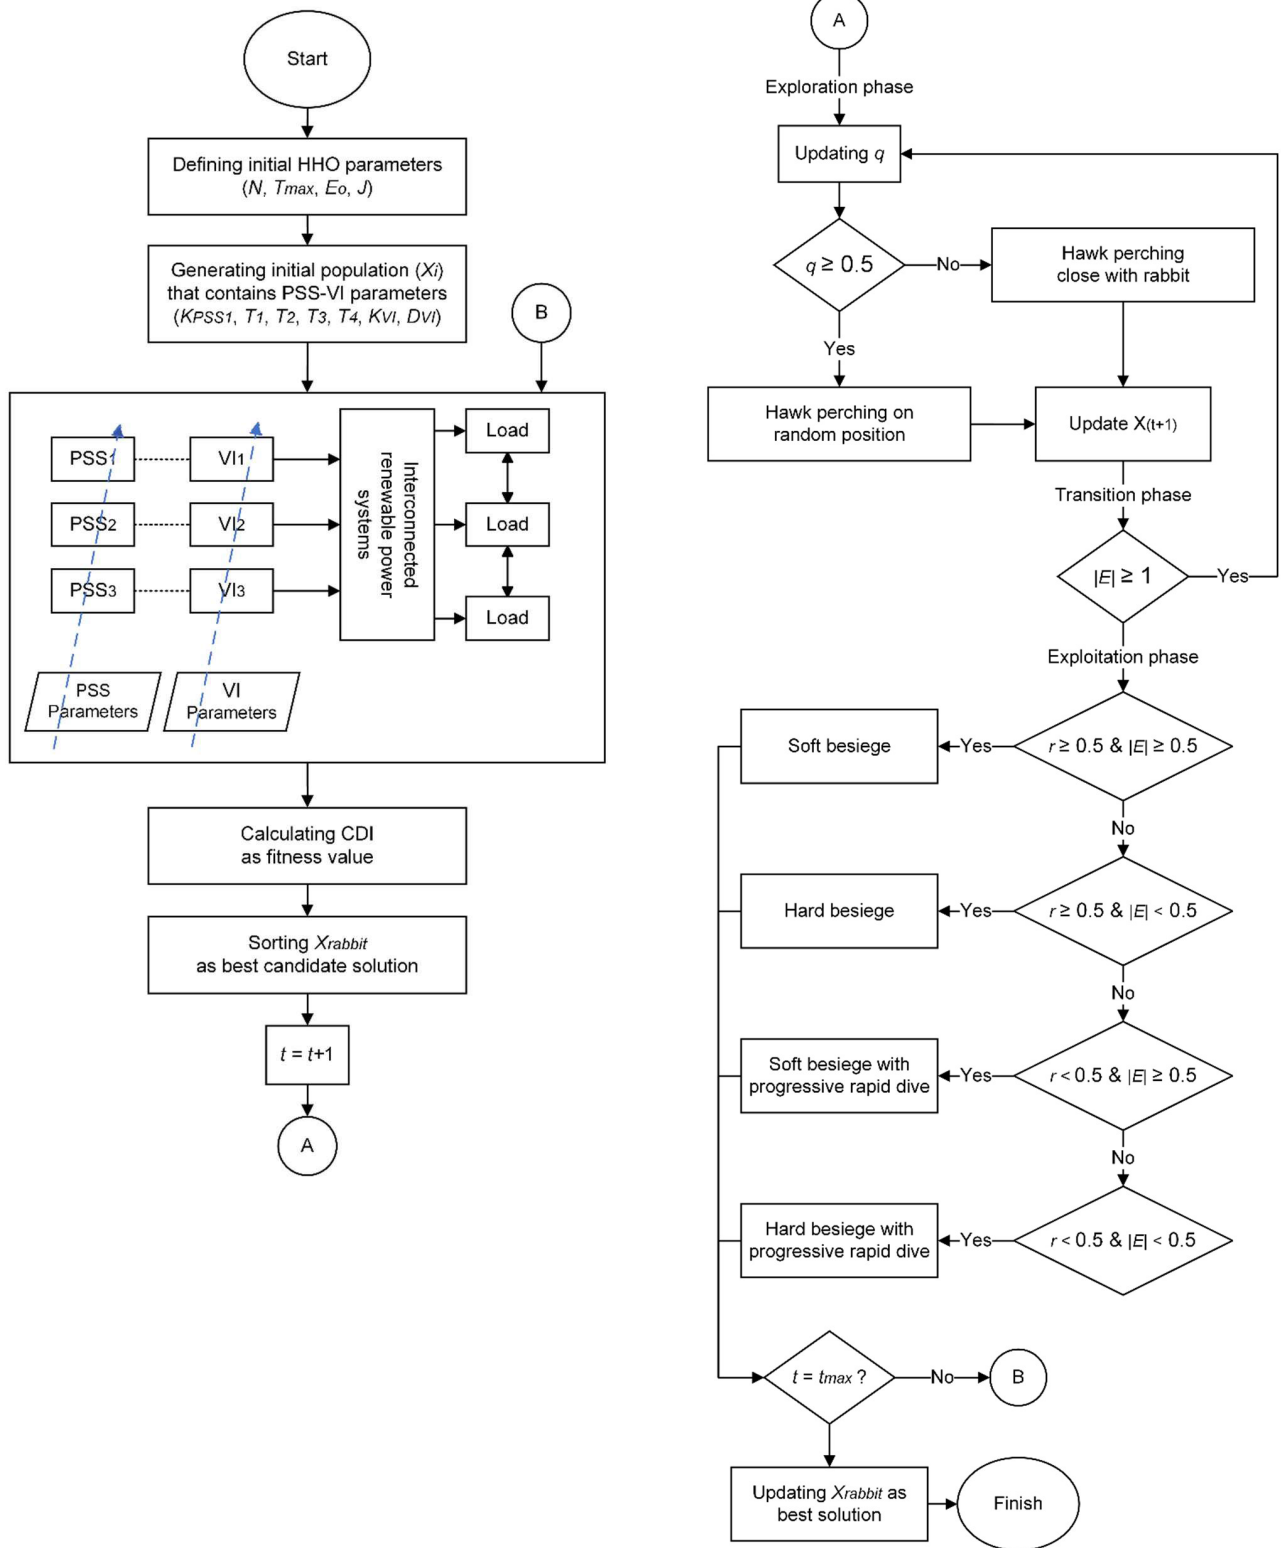 Start
Defining initial HHO parameters
(N, Tmax, Eo, J)
Generating initial population (Xi)
that contains PSS-VI parameters
(KPSS1, T1, T2, T3, T4, KVI, DVI)
B
PSS1
VI1
PSS2
VI2
PSS3
VI3
Interconnected
renewable power
systems
Load
Load
Load
PSS
Parameters
VI
Parameters
Calculating CDI
as fitness value
Sorting Xrabbit
as best candidate solution
t = t+1
A
A
Exploration phase
Updating q
q ≥ 0.5
No
Hawk perching
close with rabbit
Yes
Hawk perching on
random position
Update X(t+1)
Transition phase
|E| ≥ 1
Yes
Exploitation phase
r ≥ 0.5 & |E| ≥ 0.5
Yes
Soft besiege
No
r ≥ 0.5 & |E| < 0.5
Yes
Hard besiege
No
r < 0.5 & |E| ≥ 0.5
Yes
Soft besiege with
progressive rapid dive
No
r < 0.5 & |E| < 0.5
Yes
Hard besiege with
progressive rapid dive
t = tmax ?
No
B
Updating Xrabbit as
best solution
Finish